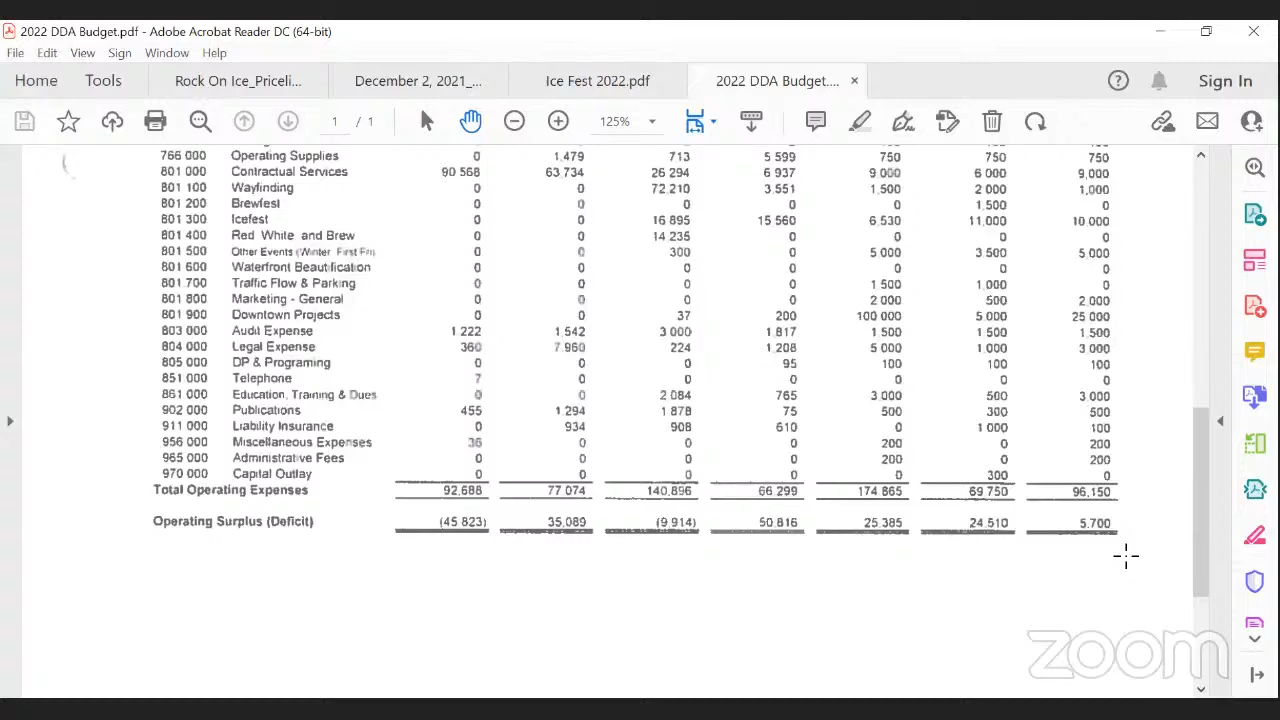 2022 DDA Budget.pdf - Adobe Acrobat Reader DC (64-bit)
File Edit View Sign Window Help
Home Tools Rock On Ice_Priceli... December 2, 2021_... Ice Fest 2022.pdf 2022 DDA Budget.... × Sign In
1 / 1 125%
766 000 Operating Supplies 0 1,479 713 5 599 750 750 750
801 000 Contractual Services 90 568 63,734 26 294 6 937 9 000 6 000 9,000
801 100 Wayfinding 0 0 72,210 3,551 1,500 2 000 1,000
801 200 Brewfest 0 0 0 0 0 1,500 0
801 300 Icefest 0 0 16 895 15 560 6,530 11,000 10 000
801 400 Red White and Brew 0 0 14 235 0 0 0
801 500 Other Events (Winter First Fri) 0 0 300 0 5 000 3 500 5,000
801 600 Waterfront Beautification 0 0 0 0 0 0
801.700 Traffic Flow & Parking 0 0 0 0 1 500 1,000 0
801 800 Marketing - General 0 0 0 0 2 000 500 2,000
801 900 Downtown Projects 0 0 37 200 100 000 5 000 25 000
803 000 Audit Expense 1 222 1,542 3 000 1,817 1 500 1 500 1.500
804 000 Legal Expense 360 7.960 224 1,208 5 000 1 000 3 000
805 000 DP & Programing 0 0 0 95 100 100 100
851 000 Telephone 7 0 0 0 0 0 0
861 000 Education, Training & Dues 0 0 2 084 765 3,000 500 3,000
902 000 Publications 455 1 294 1 878 75 500 300 500
911 000 Liability Insurance 0 934 908 610 0 1 000 100
956 000 Miscellaneous Expenses 36 0 0 0 200 0 200
965 000 Administrative Fees 0 0 0 0 200 0 200
970 000 Capital Outlay 0 0 0 0 0 300 0
Total Operating Expenses 92,688 77 074 140,896 66 299 174 865 69 750 96,150
Operating Surplus (Deficit) (45 823) 35,089 (9,914) 50,816 25,385 24,510 5.700
zoom